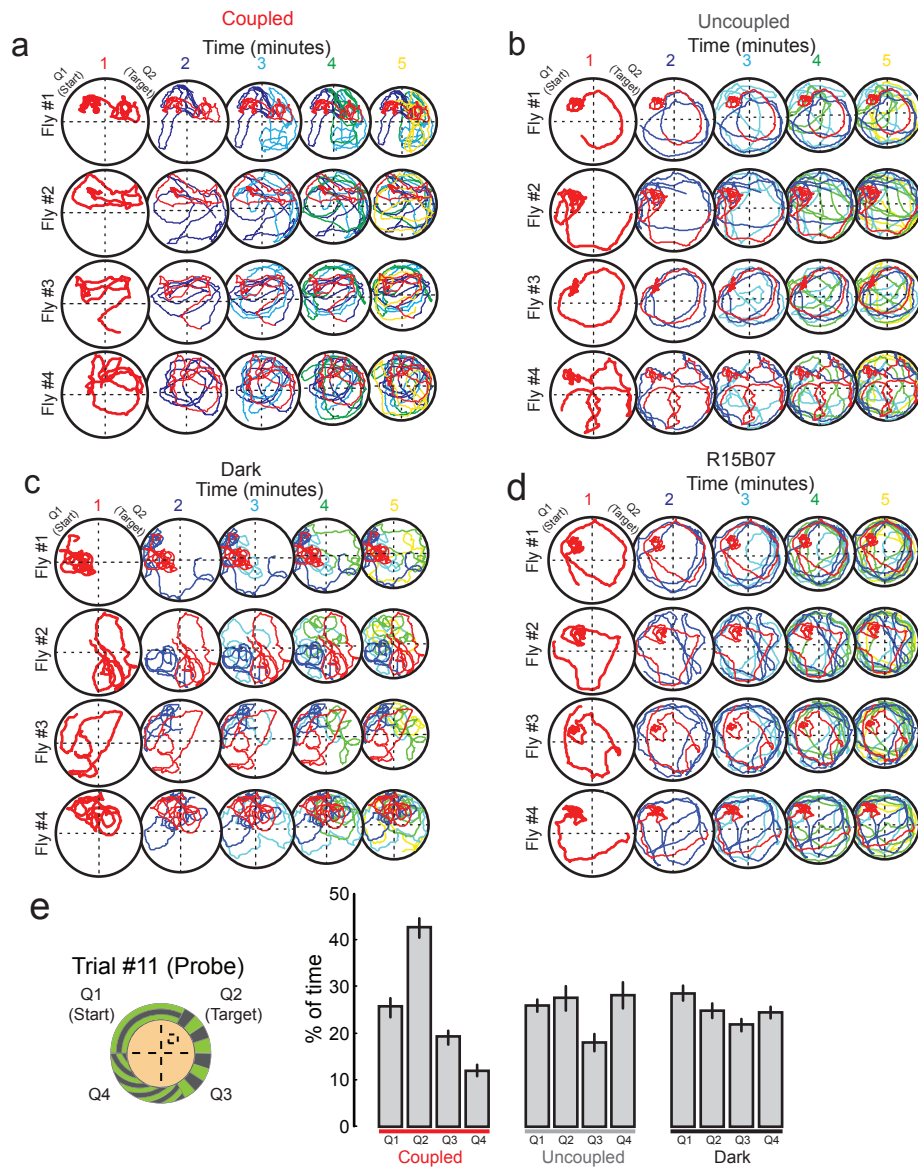 a
Coupled
Time (minutes)
Q1
(Start)
1
Q2
(Target)
2
3
4
5
Fly #1
Fly #2
Fly #3
Fly #4
b
Uncoupled
Time (minutes)
Q1
(Start)
1
Q2
(Target)
2
3
4
5
Fly #1
Fly #2
Fly #3
Fly #4
c
Dark
Time (minutes)
Q1
(Start)
1
Q2
(Target)
2
3
4
5
Fly #1
Fly #2
Fly #3
Fly #4
d
R15B07
Time (minutes)
Q1
(Start)
1
Q2
(Target)
2
3
4
5
Fly #1
Fly #2
Fly #3
Fly #4
e
Trial #11 (Probe)
Q1
(Start)
Q2
(Target)
Q4
Q3
% of time
50
40
30
20
10
0
Q1 Q2 Q3 Q4
Coupled
Q1 Q2 Q3 Q4
Uncoupled
Q1 Q2 Q3 Q4
Dark